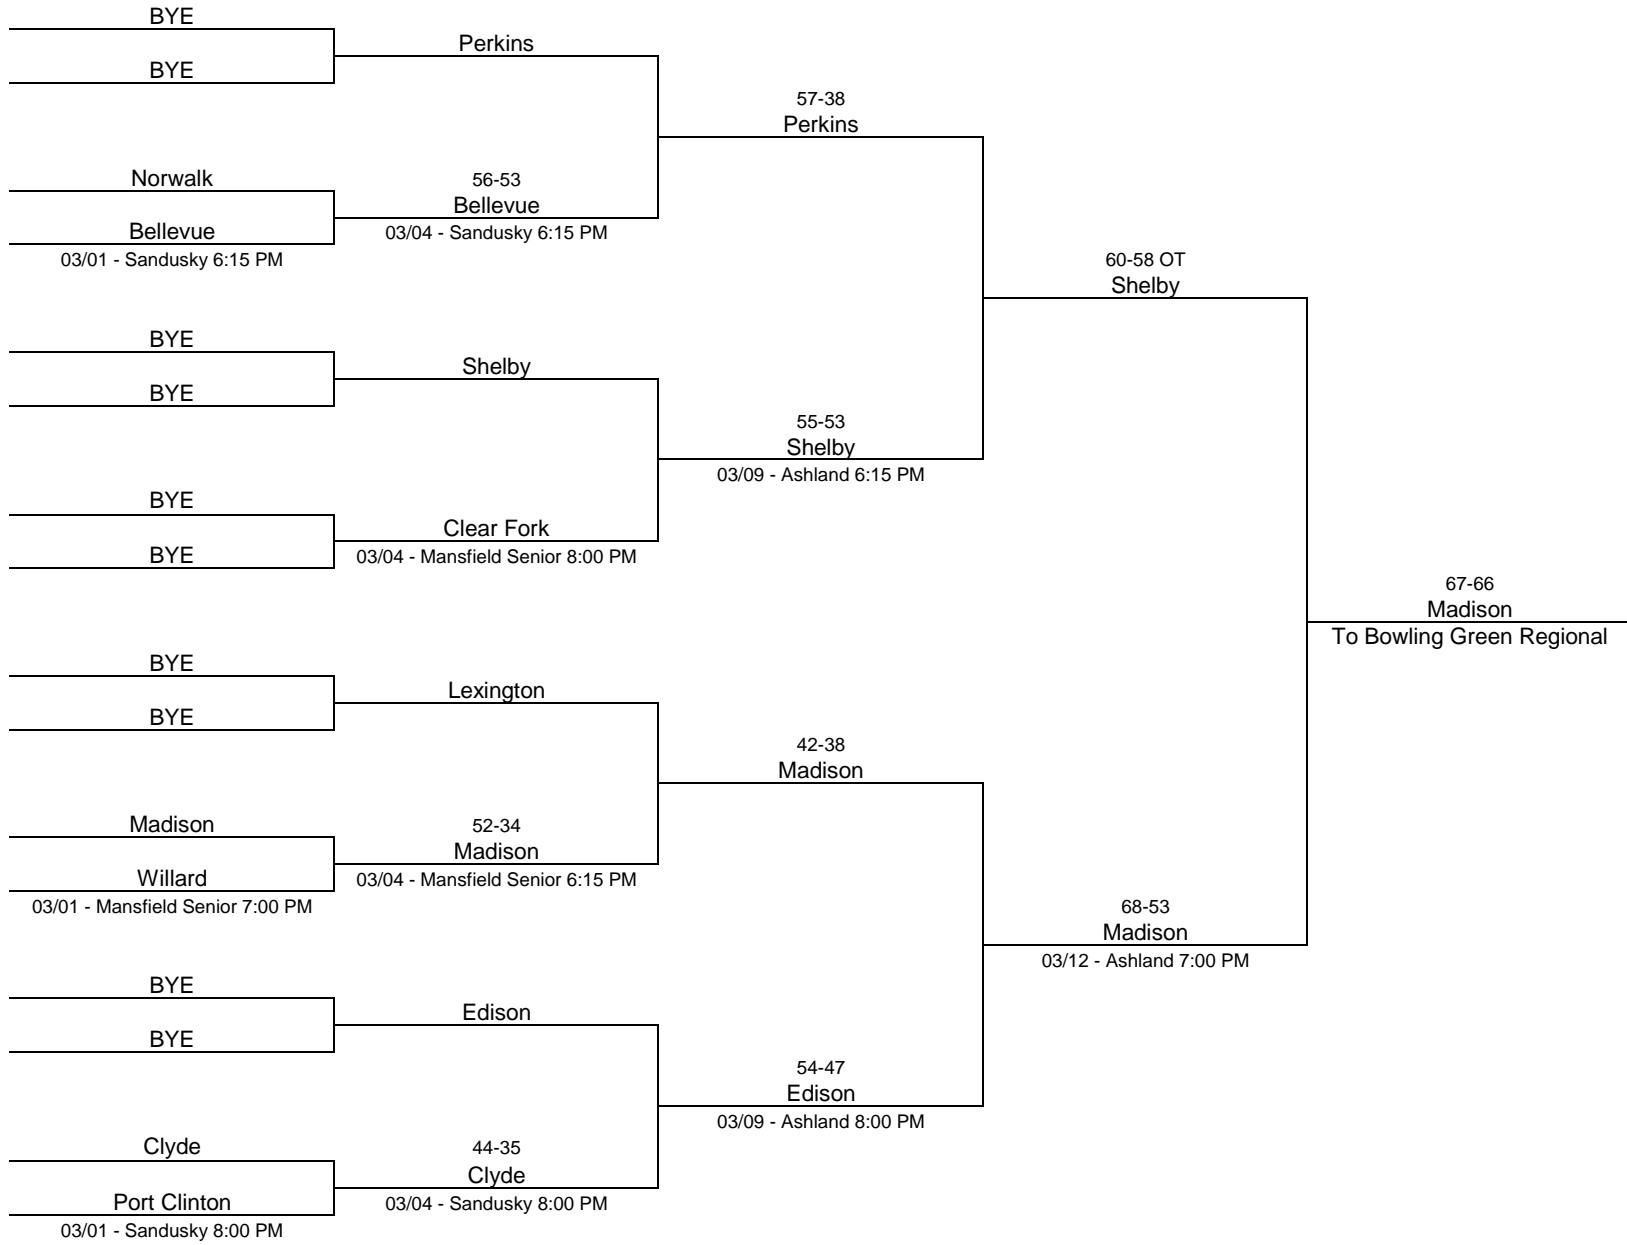 BYE
BYE
Norwalk
Bellevue
03/01 - Sandusky 6:15 PM
BYE
BYE
BYE
BYE
BYE
BYE
Madison
Willard
03/01 - Mansfield Senior 7:00 PM
BYE
BYE
Clyde
Port Clinton
03/01 - Sandusky 8:00 PM
Perkins
56-53
Bellevue
03/04 - Sandusky 6:15 PM
Shelby
Clear Fork
03/04 - Mansfield Senior 8:00 PM
Lexington
52-34
Madison
03/04 - Mansfield Senior 6:15 PM
Edison
44-35
Clyde
03/04 - Sandusky 8:00 PM
57-38
Perkins
55-53
Shelby
03/09 - Ashland 6:15 PM
42-38
Madison
54-47
Edison
03/09 - Ashland 8:00 PM
60-58 OT
Shelby
68-53
Madison
03/12 - Ashland 7:00 PM
67-66
Madison
To Bowling Green Regional